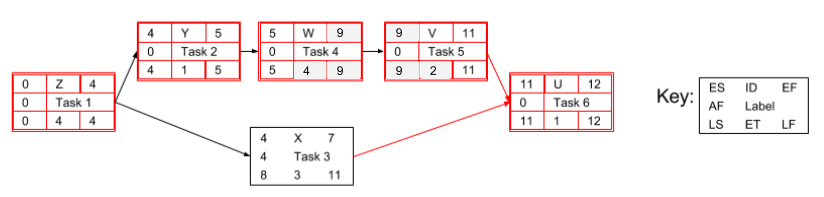 4 Y 5
0 Task 2
4 1 5
5 W 9
0 Task 4
5 4 9
9 V 11
0 Task 5
9 2 11
0 Z 4
0 Task 1
0 4 4
11 U 12
0 Task 6
11 1 12
4 X 7
4 Task 3
8 3 11
Key:
ES ID EF
AF Label
LS ET LF